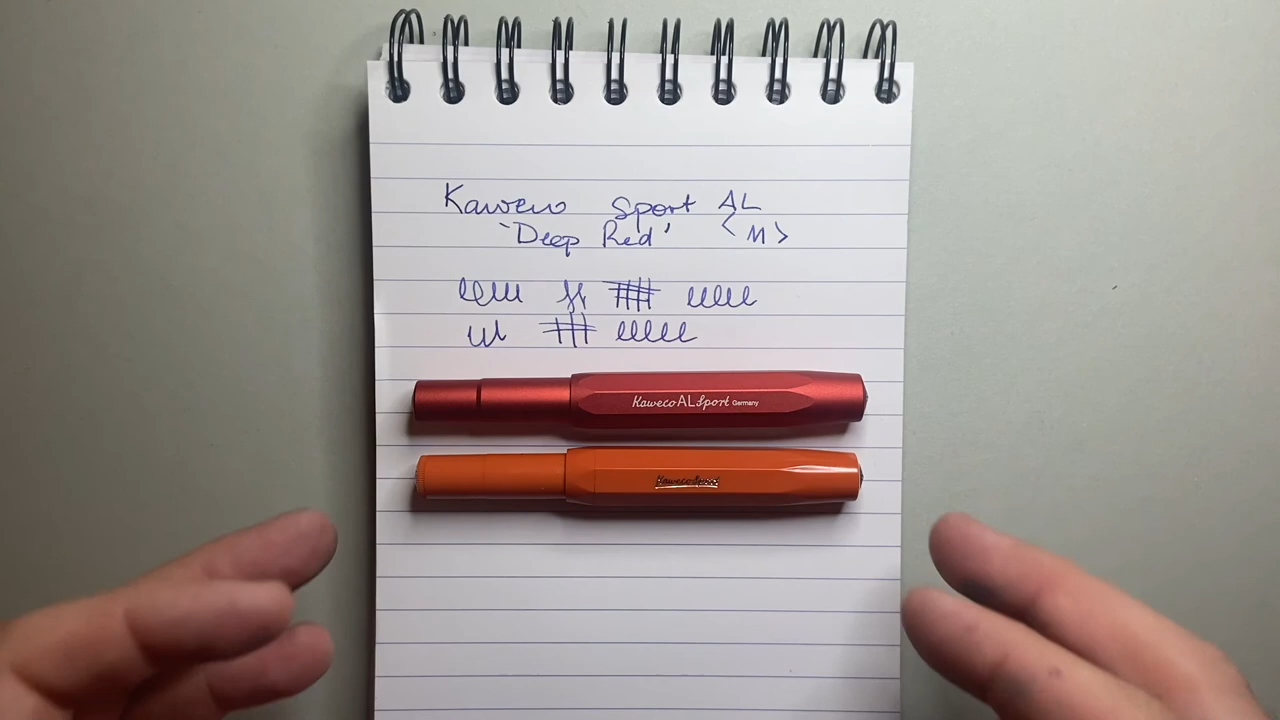 Kaweco Sport AL
'Deep Red' <M>
Kaweco AL Sport Germany
Kaweco Sport